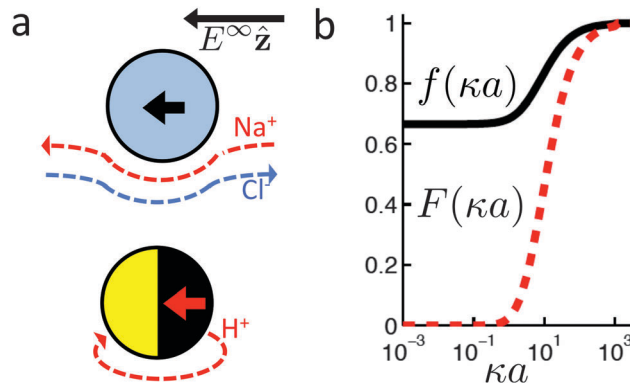 a
E^∞ ẑ
Na⁺
Cl⁻
H⁺
b
1
0.8
0.6
0.4
0.2
0
f(κa)
F(κa)
10⁻³
10⁻¹
10¹
10³
κa